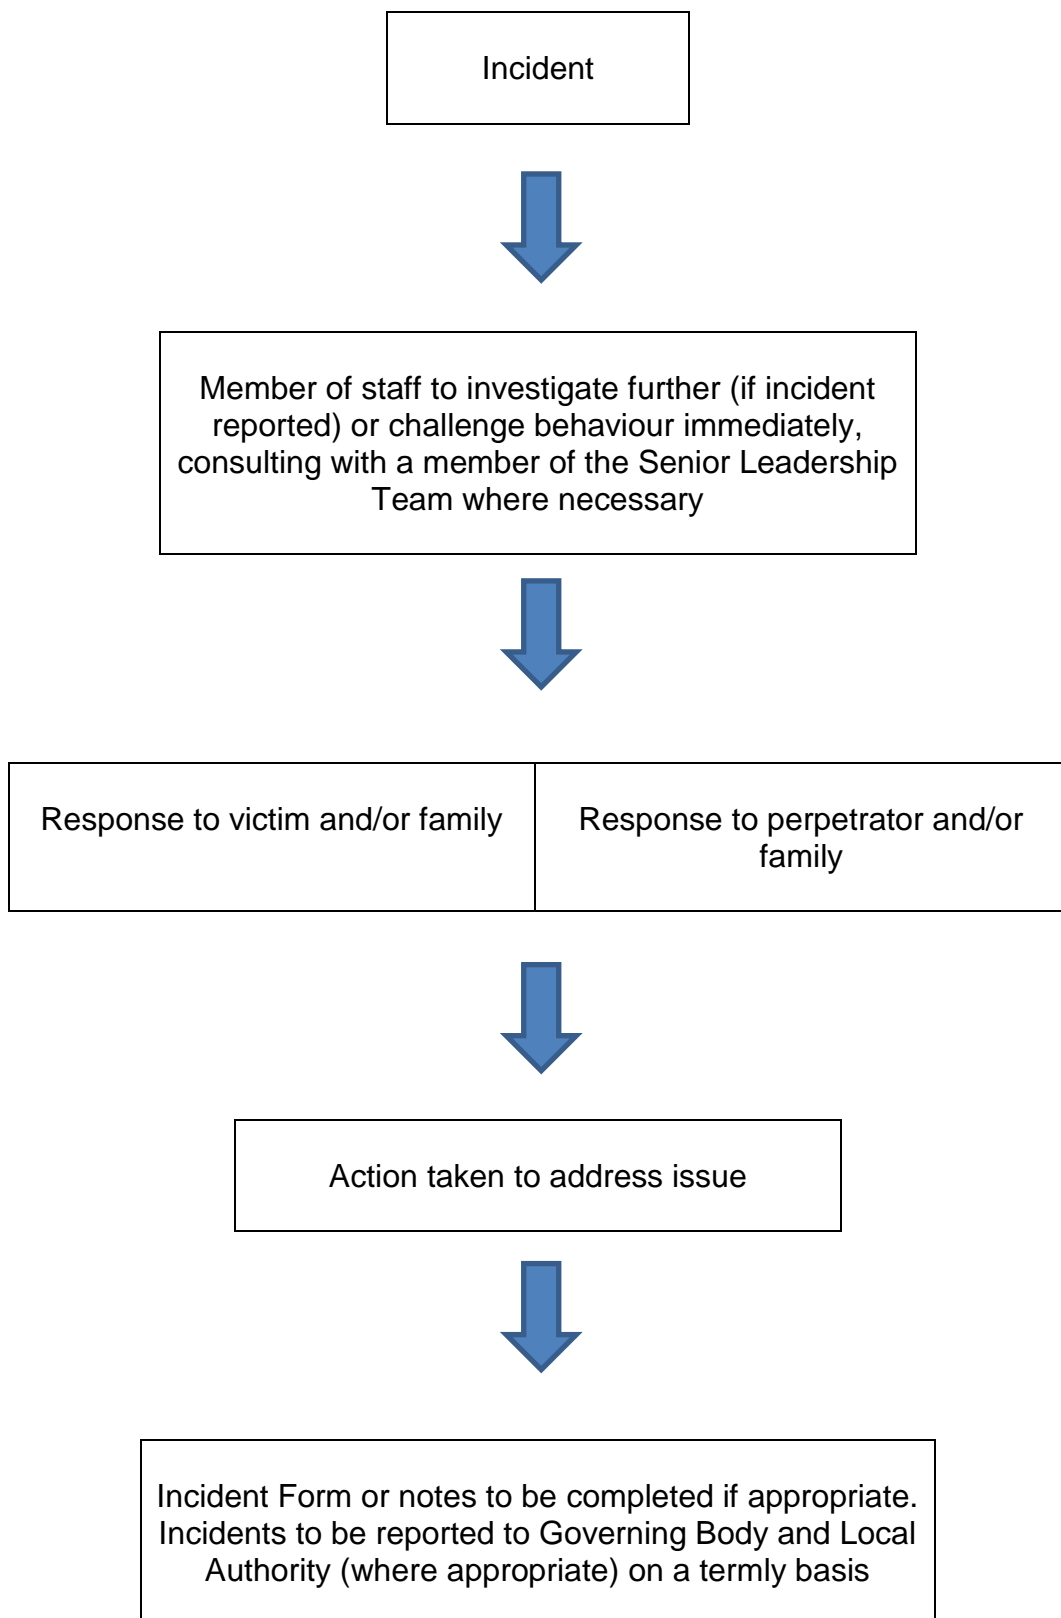 Incident
Member of staff to investigate further (if incident
reported) or challenge behaviour immediately,
consulting with a member of the Senior Leadership
Team where necessary
Response to victim and/or family
Response to perpetrator and/or
family
Action taken to address issue
Incident Form or notes to be completed if appropriate.
Incidents to be reported to Governing Body and Local
Authority (where appropriate) on a termly basis